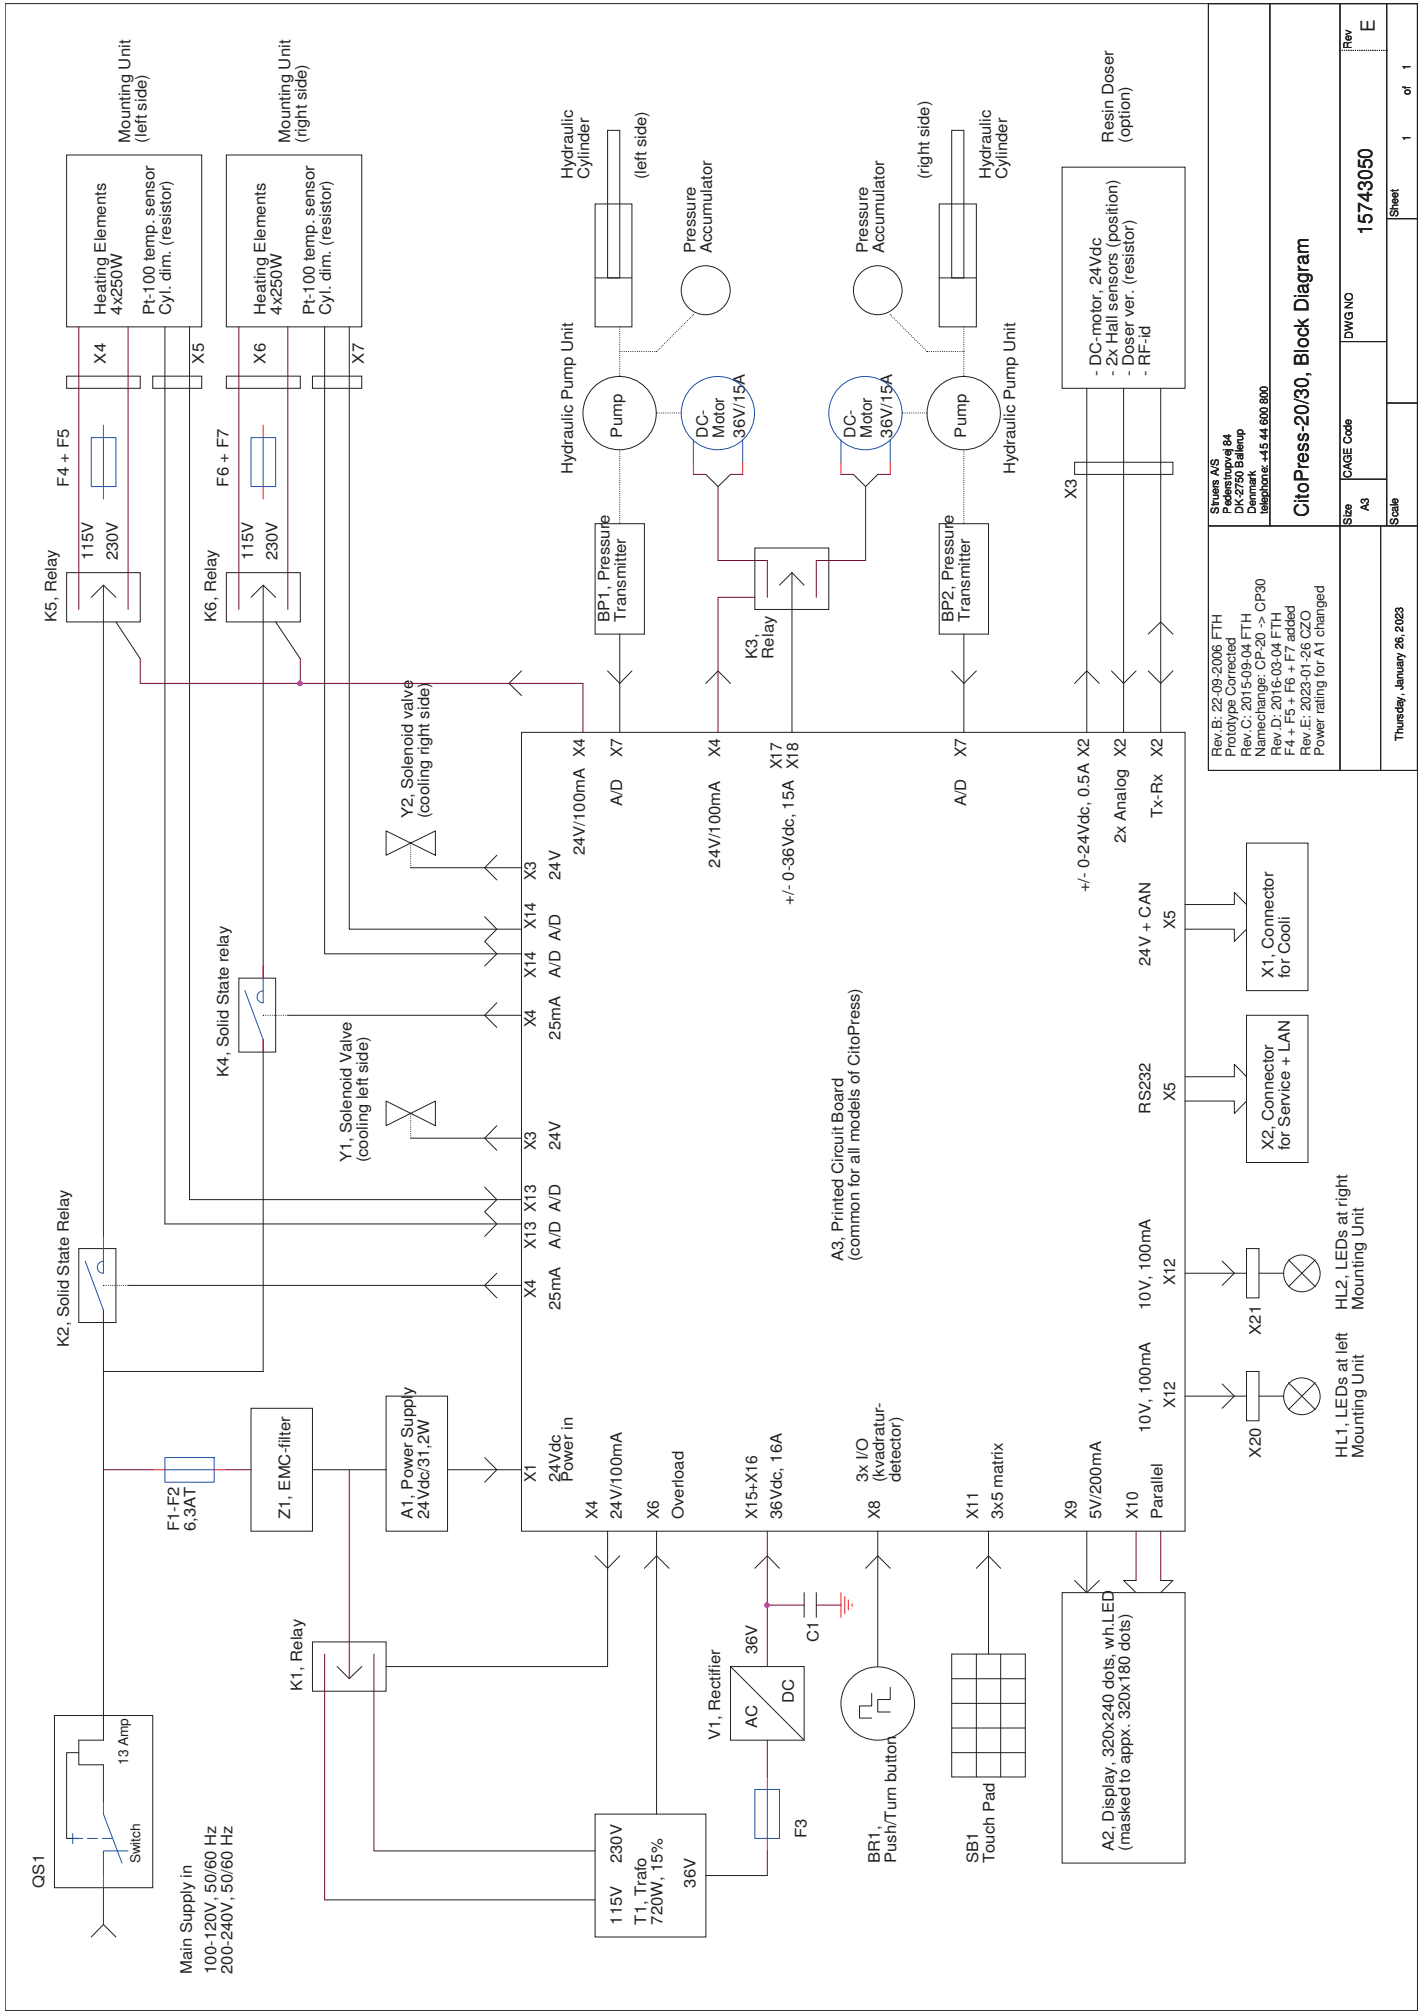 QS1
Switch
13 Amp
Main Supply in
100-120V, 50/60 Hz
200-240V, 50/60 Hz
K2, Solid State Relay
K5, Relay
115V
230V
F4 + F5
X4
X5
Heating Elements
4x250W
Pt-100 temp. sensor
Cyl. dim. (resistor)
Mounting Unit
(left side)
K4, Solid State relay
K6, Relay
115V
230V
F6 + F7
X6
X7
Heating Elements
4x250W
Pt-100 temp. sensor
Cyl. dim. (resistor)
Mounting Unit
(right side)
F1-F2
6,3AT
Z1, EMC-filter
A1, Power Supply
24Vdc/31,2W
K1, Relay
Y1, Solenoid Valve
(cooling left side)
Y2, Solenoid valve
(cooling right side)
X1
24Vdc
Power in
X4
25mA
X13
A/D
X13
A/D
X3
24V
X4
25mA
X14
A/D
X14
A/D
X3
24V
X4
24V/100mA
X6
Overload
X15+X16
36Vdc, 16A
X8
3x I/O
(kvadratur-
detector)
X11
3x5 matrix
X9
5V/200mA
X10
Parallel
115V
230V
T1, Trafo
720W, 15%
36V
F3
V1, Rectifier
AC
DC
36V
C1
BR1,
Push/Turn button
SB1
Touch Pad
A2, Display, 320x240 dots, wh.LED
(masked to appx. 320x180 dots)
A3, Printed Circuit Board
(common for all models of CitoPress)
24V/100mA
X4
A/D
X7
24V/100mA
X4
+/- 0-36Vdc, 15A
X17
X18
A/D
X7
+/- 0-24Vdc, 0.5A
X2
2x Analog
X2
Tx-Rx
X2
BP1, Pressure
Transmitter
Pump
Hydraulic Pump Unit
Hydraulic
Cylinder
(left side)
DC-
Motor
36V/15A
Pressure
Accumulator
K3,
Relay
DC-
Motor
36V/15A
Pressure
Accumulator
BP2, Pressure
Transmitter
Pump
Hydraulic Pump Unit
(right side)
Hydraulic
Cylinder
X3
- DC-motor, 24Vdc
- 2x Hall sensors (position)
- Doser ver. (resistor)
- RF-id
Resin Doser
(option)
10V, 100mA
X12
10V, 100mA
X12
RS232
X5
24V + CAN
X5
X20
HL1, LEDs at left
Mounting Unit
X21
HL2, LEDs at right
Mounting Unit
X2, Connector
for Service + LAN
X1, Connector
for Cooli
Rev.B: 22-09-2006 FTH
Prototype Corrected
Rev.C: 2015-09-04 FTH
Namechange: CP-20 -> CP30
Rev.D: 2016-03-04 FTH
F4 + F5 + F6 + F7 added
Rev.E: 2023-01-26 CZO
Power rating for A1 changed
Thursday, January 26, 2023
Struers A/S
Pederstrupvej 84
DK-2750 Ballerup
Denmark
telephone: +45 44 600 800
CitoPress-20/30, Block Diagram
Size
A3
CAGE Code
DWG NO
15743050
Rev
E
Scale
Sheet
1 of 1